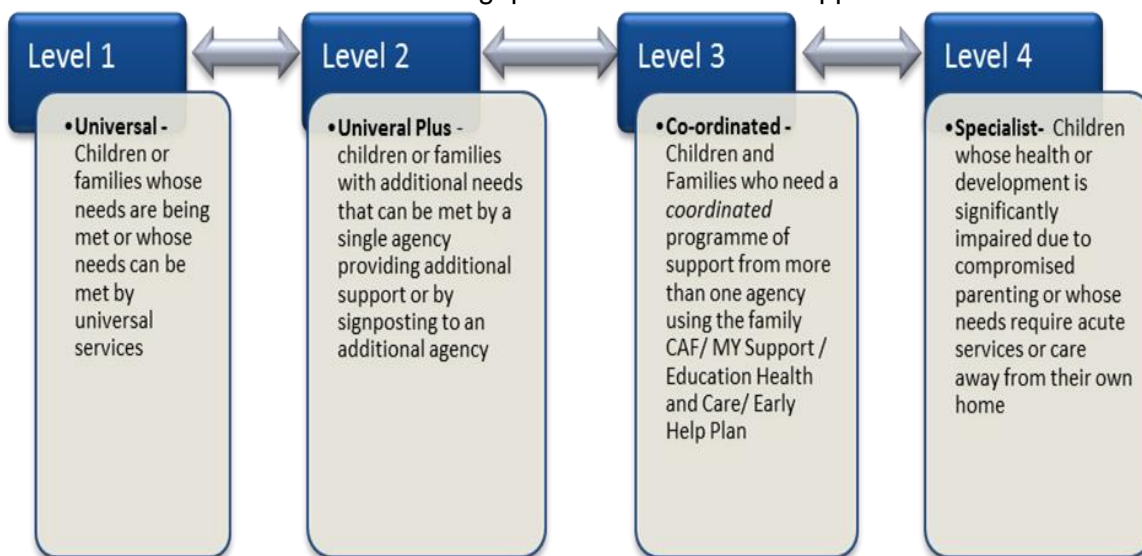 Level 1
•Universal -
Children or
families whose
needs are being
met or whose
needs can be
met by
universal
services
Level 2
•Univeral Plus -
children or families
with additional needs
that can be met by a
single agency
providing additional
support or by
signposting to an
additional agency
Level 3
•Co-ordinated -
Children and
Families who need a
coordinated
programme of
support from more
than one agency
using the family
CAF/ MY Support /
Education Health
and Care/ Early
Help Plan
Level 4
•Specialist- Children
whose health or
development is
significantly
impaired due to
compromised
parenting or whose
needs require acute
services or care
away from their own
home